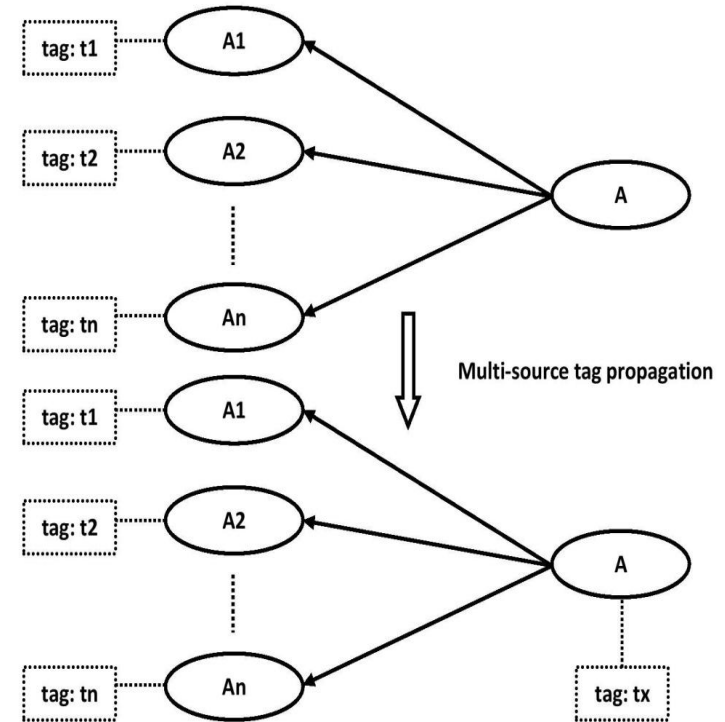 tag: t1
A1
tag: t2
A2
A
tag: tn
An
Multi-source tag propagation
tag: t1
A1
tag: t2
A2
A
tag: tn
An
tag: tx